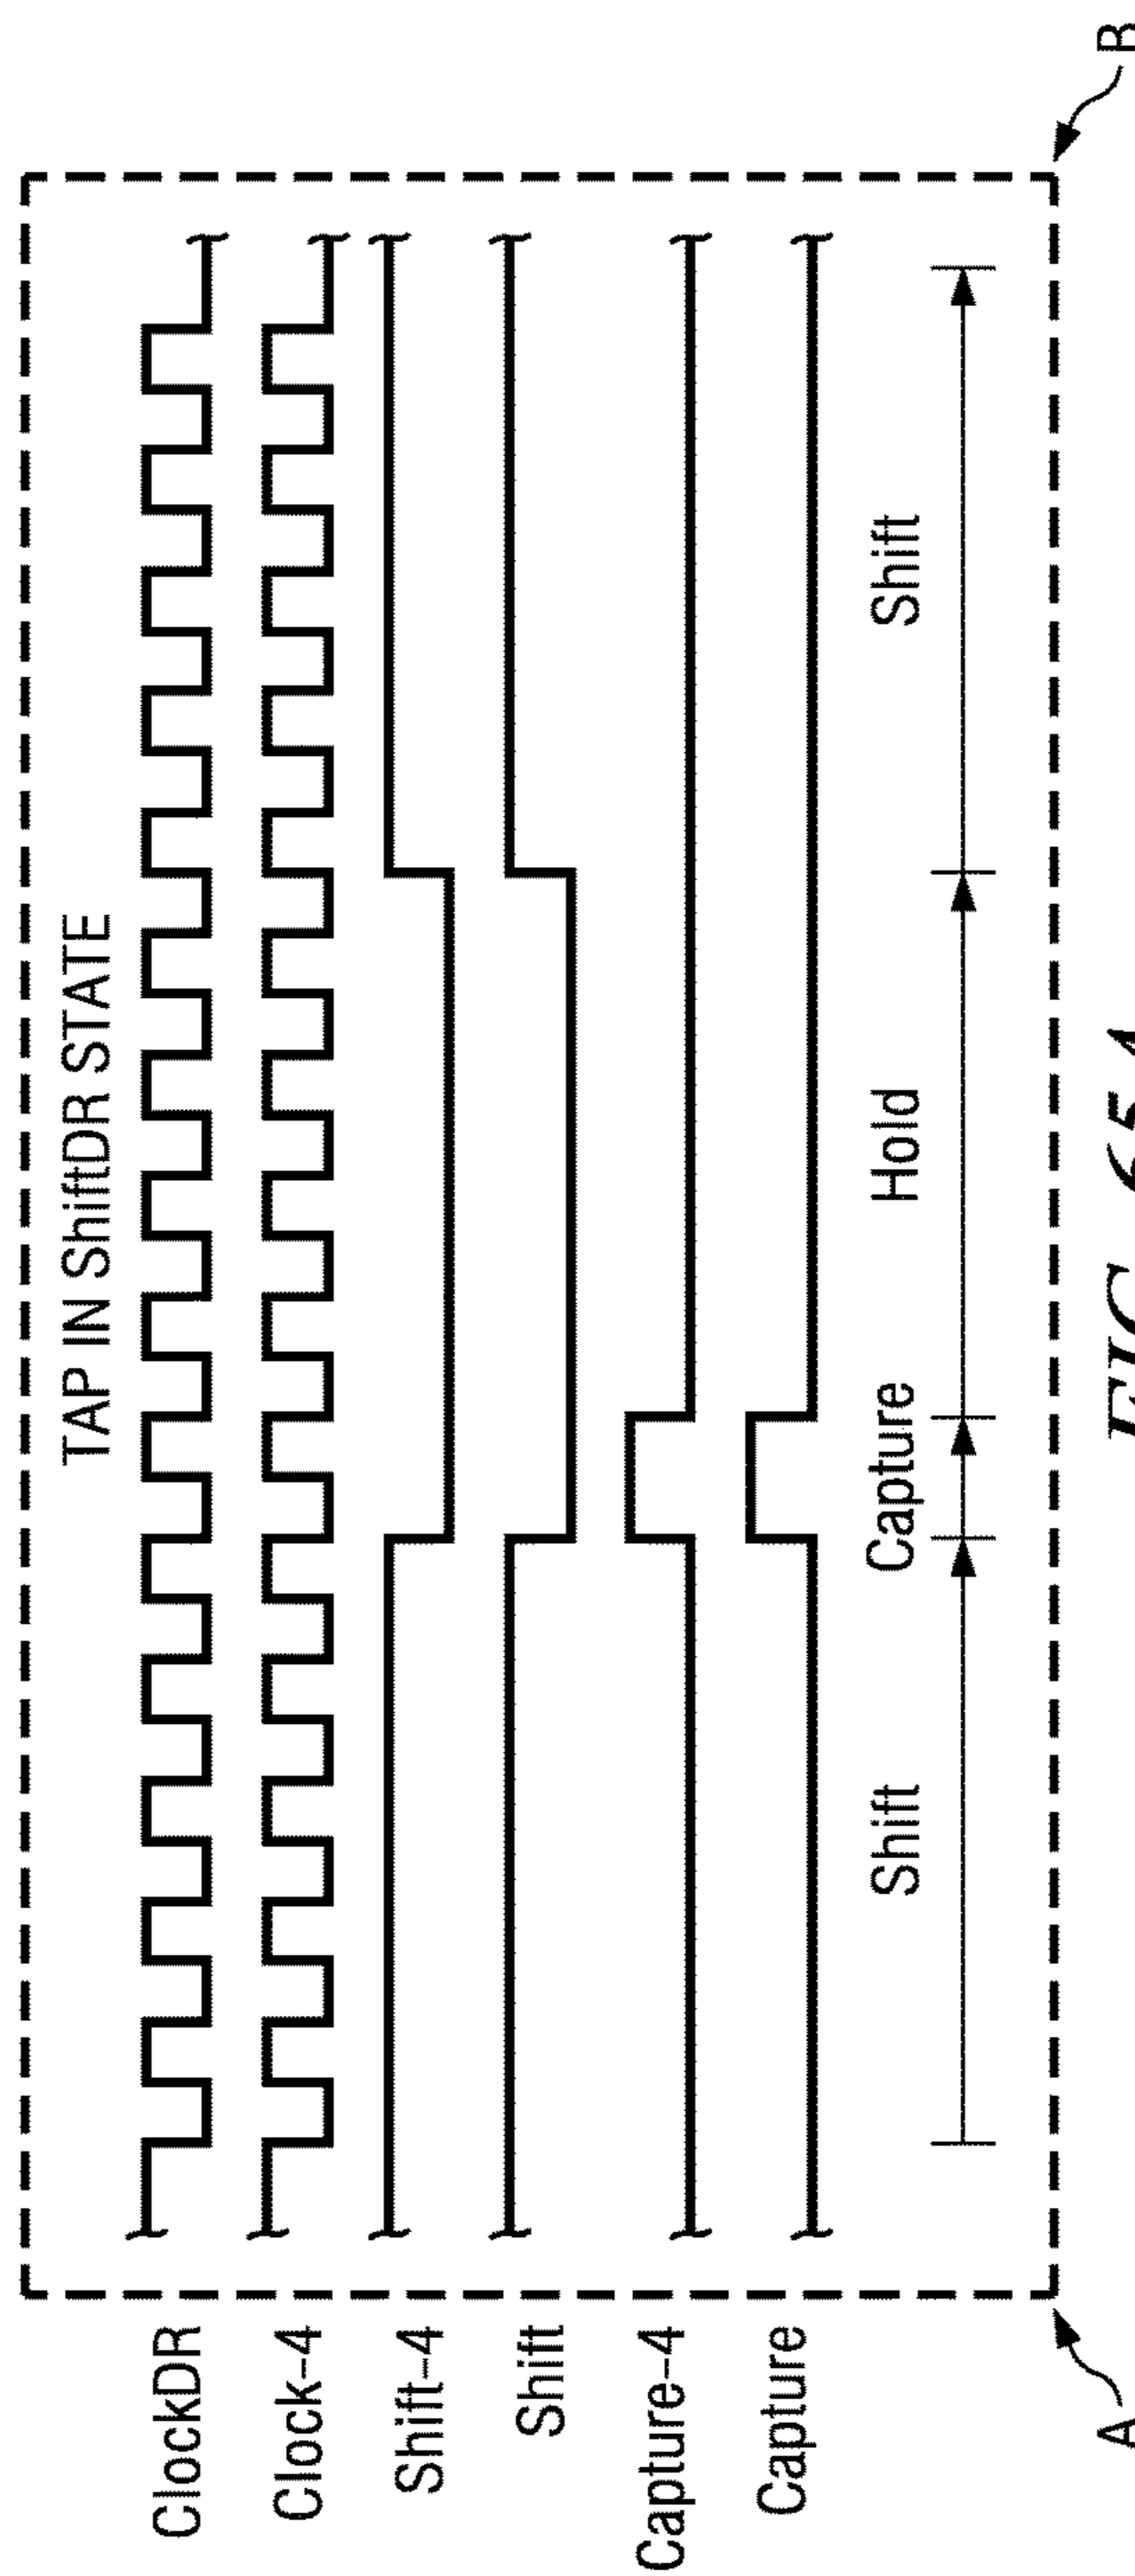 TAP IN ShiftDR STATE
ClockDR
Clock-4
Shift-4
Shift
Capture-4
Capture
Shift
Capture
Hold
Shift
A
B
FIG. 65A